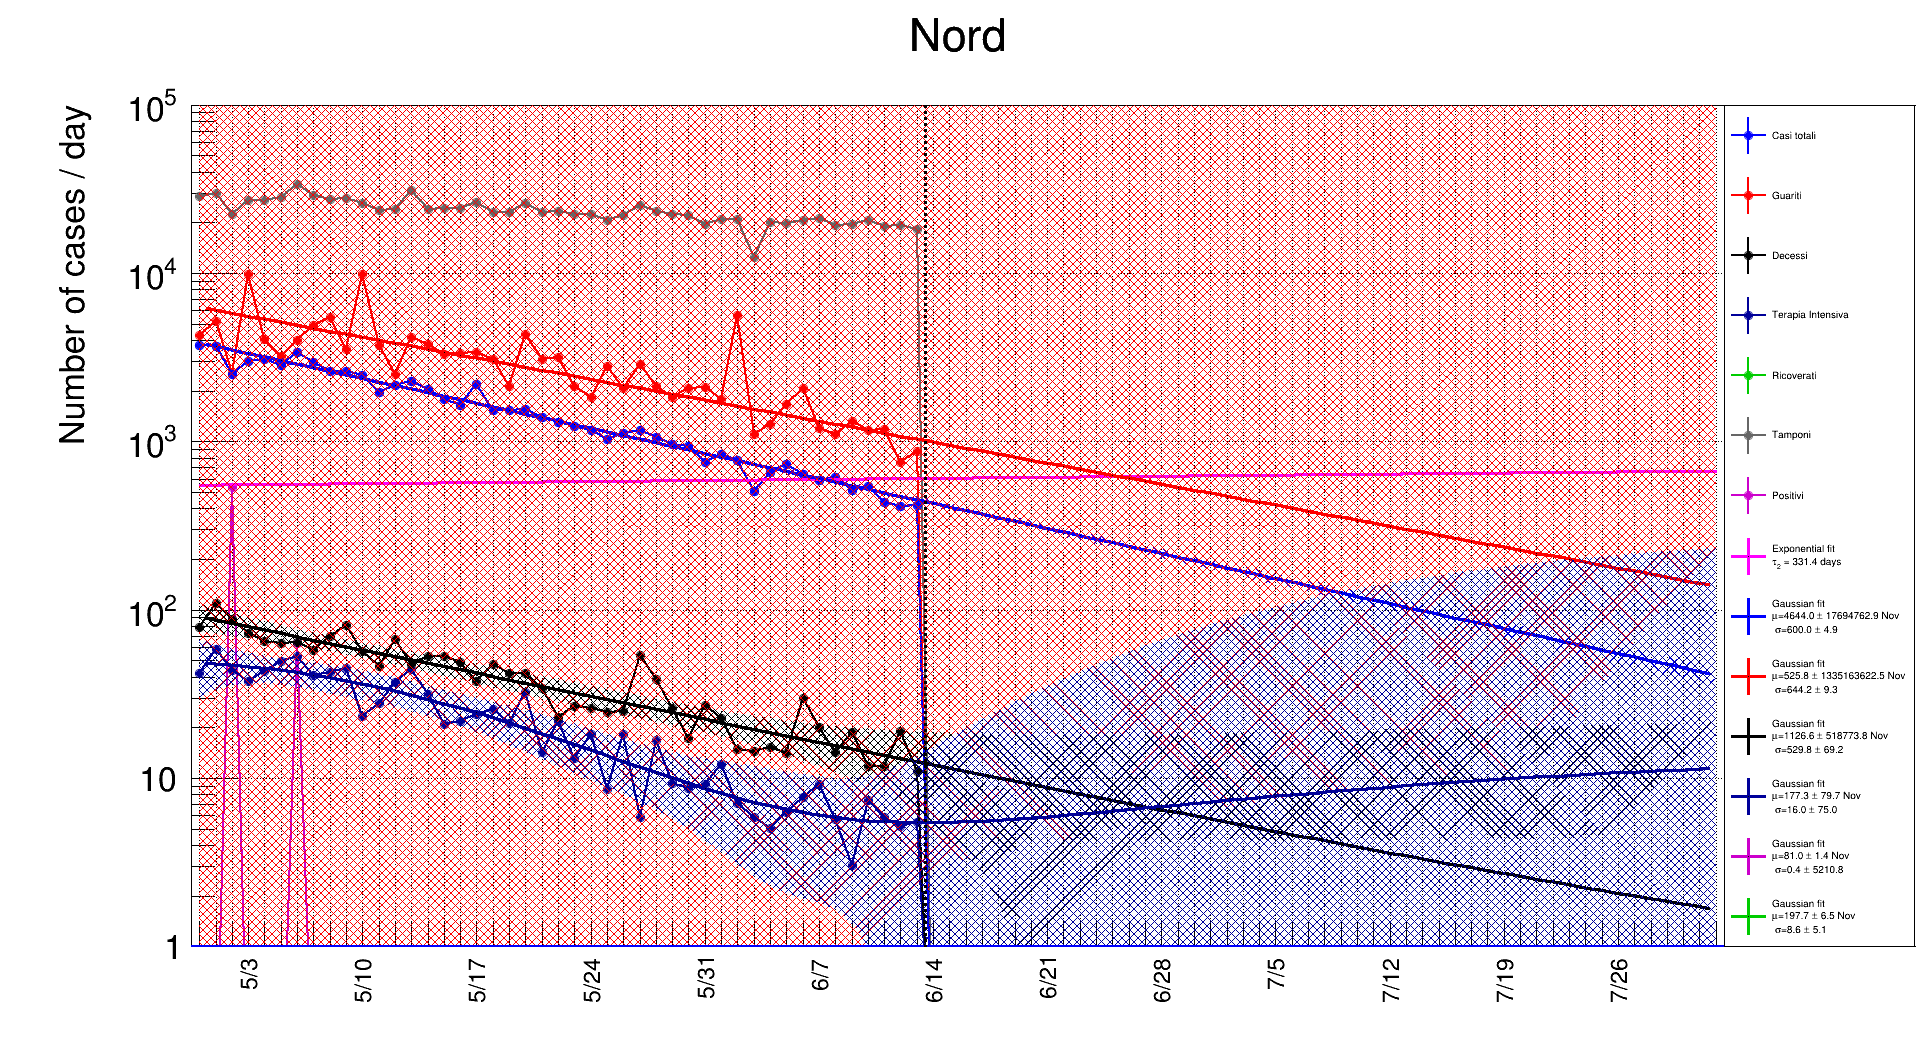 Nord
Number of cases / day
10^5
10^4
10^3
10^2
10
1
5/3
5/10
5/17
5/24
5/31
6/7
6/14
6/21
6/28
7/5
7/12
7/19
7/26
Casi totali
Guariti
Decessi
Terapia Intensiva
Ricoverati
Tamponi
Positivi
Exponential fit
τ₂ = 331.4 days
Gaussian fit
μ=4644.0 ± 17694762.9 Nov
σ=600.0 ± 4.9
Gaussian fit
μ=525.8 ± 1335163622.5 Nov
σ=644.2 ± 9.3
Gaussian fit
μ=1126.6 ± 518773.8 Nov
σ=529.8 ± 69.2
Gaussian fit
μ=177.3 ± 79.7 Nov
σ=16.0 ± 75.0
Gaussian fit
μ=81.0 ± 1.4 Nov
σ=0.4 ± 5210.8
Gaussian fit
μ=197.7 ± 6.5 Nov
σ=8.6 ± 5.1